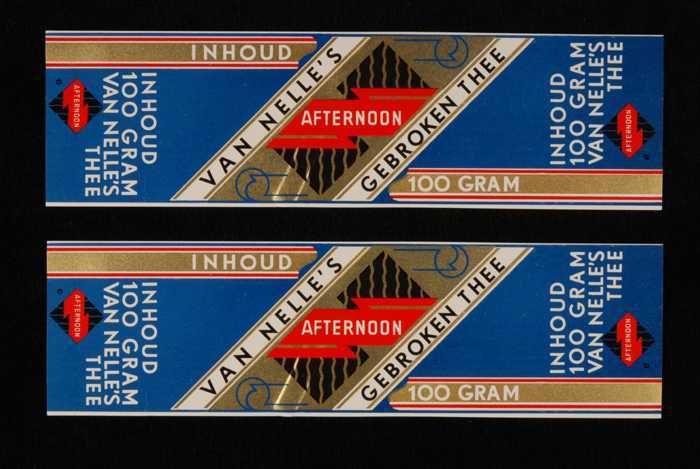 INHOUD
VAN NELLE'S
AFTERNOON
GEBROKEN THEE
100 GRAM
INHOUD
100 GRAM
VAN NELLE'S
THEE
AFTERNOON
INHOUD
100 GRAM
VAN NELLE'S
THEE
AFTERNOON
INHOUD
VAN NELLE'S
AFTERNOON
GEBROKEN THEE
100 GRAM
INHOUD
100 GRAM
VAN NELLE'S
THEE
AFTERNOON
INHOUD
100 GRAM
VAN NELLE'S
THEE
AFTERNOON